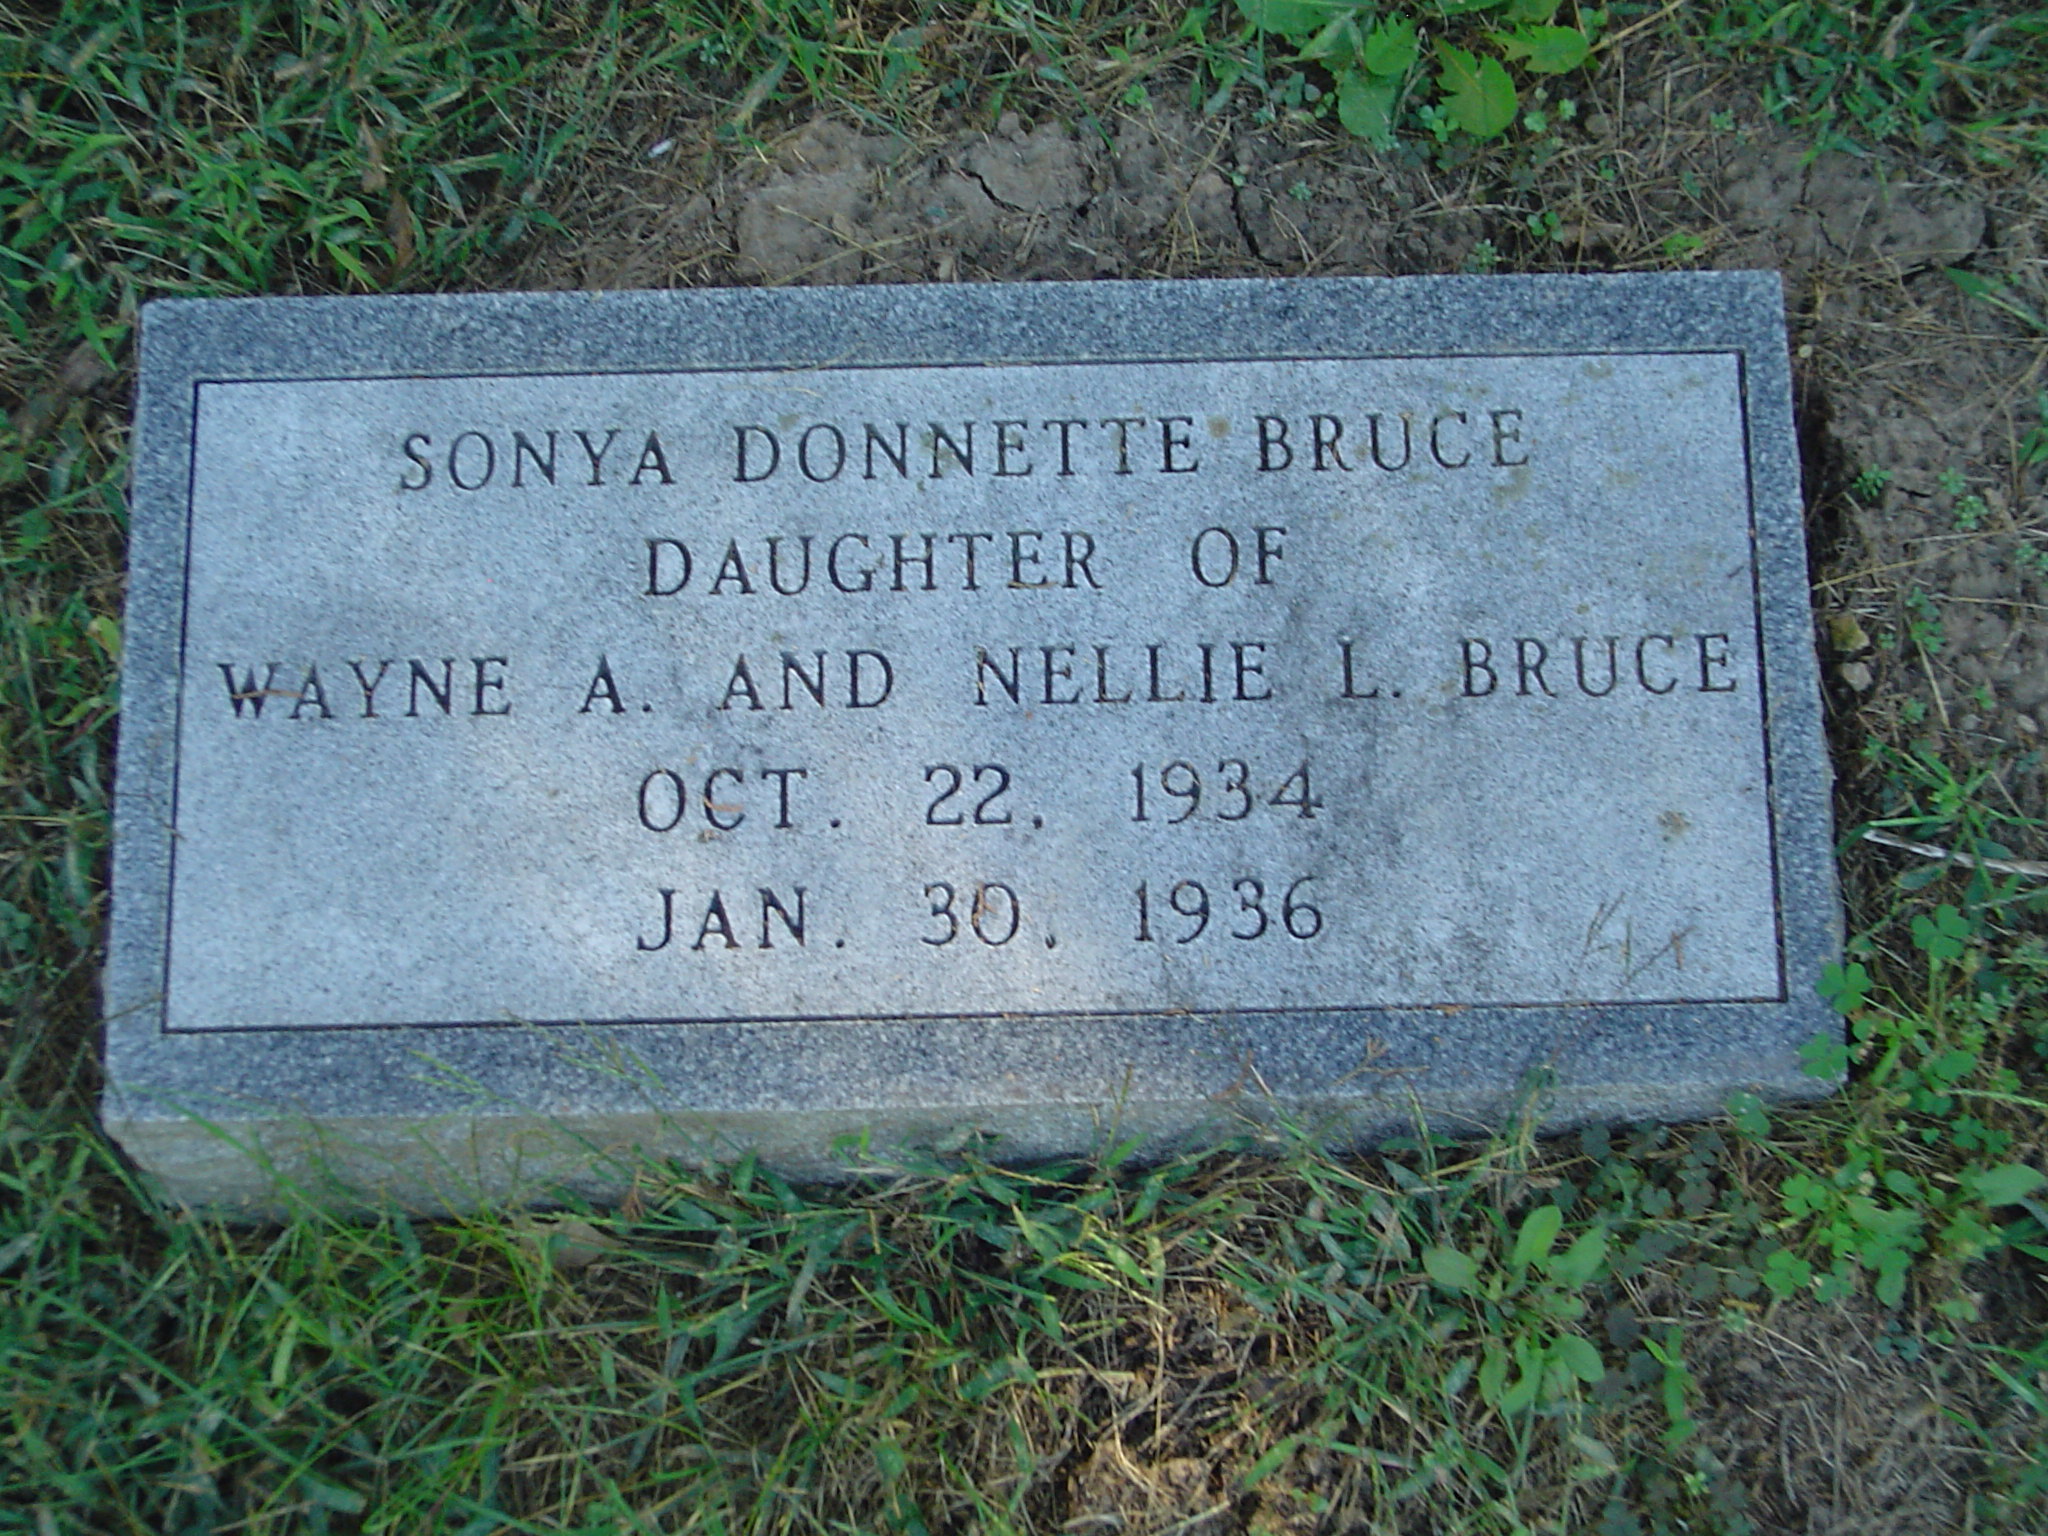 SONYA DONNETTE BRUCE
DAUGHTER OF
WAYNE A. AND NELLIE L. BRUCE
OCT. 22, 1934
JAN. 30, 1936